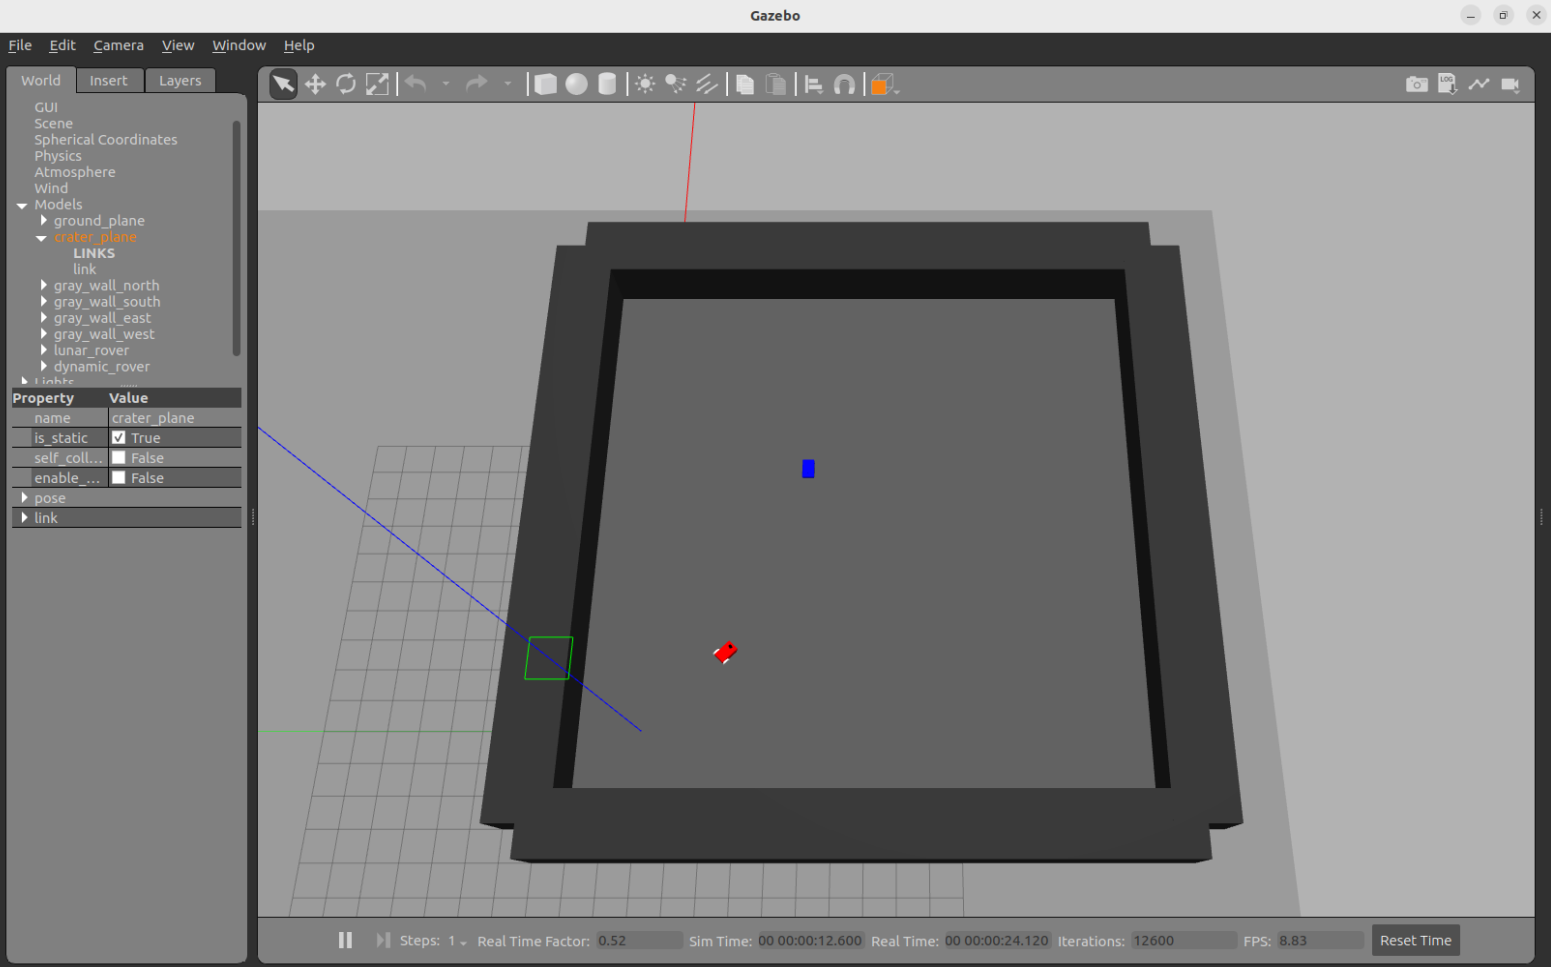 Gazebo
File Edit Camera View Window Help
World Insert Layers
LOG
GUI
Scene
Spherical Coordinates
Physics
Atmosphere
Wind
Models
ground_plane
crater_plane
LINKS
link
gray_wall_north
gray_wall_south
gray_wall_east
gray_wall_west
lunar_rover
dynamic_rover
Lights
Property Value
name crater_plane
is_static True
self_coll... False
enable_... False
pose
link
Steps: 1 Real Time Factor: 0.52 Sim Time: 00 00:00:12.600 Real Time: 00 00:00:24.120 Iterations: 12600 FPS: 8.83 Reset Time